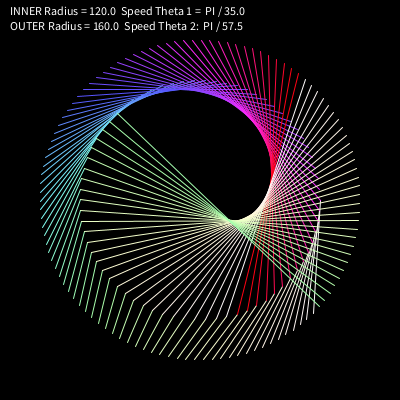 INNER Radius = 120.0  Speed Theta 1 =  PI / 35.0
OUTER Radius = 160.0  Speed Theta 2:  PI / 57.5